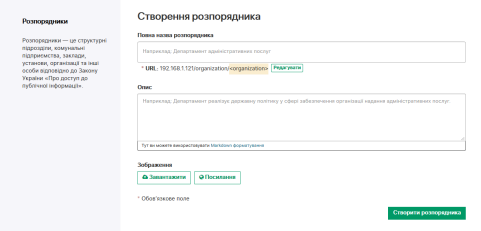 Розпорядники
Розпорядники — це структурні
підрозділи, комунальні
підприємства, заклади,
установи, організації та інші
особи відповідно до Закону
України «Про доступ до
публічної інформації».
Створення розпорядника
Повна назва розпорядника
Наприклад: Департамент адміністративних послуг
* URL: 192.168.1.121/organization/<organization> Редагувати
Опис
Наприклад: Департамент реалізує державну політику у сфері забезпечення організації надання адміністративних послуг.
Тут ви можете використовувати Markdown форматування
Зображення
Завантажити Посилання
* Обов'язкове поле
Створити розпорядника